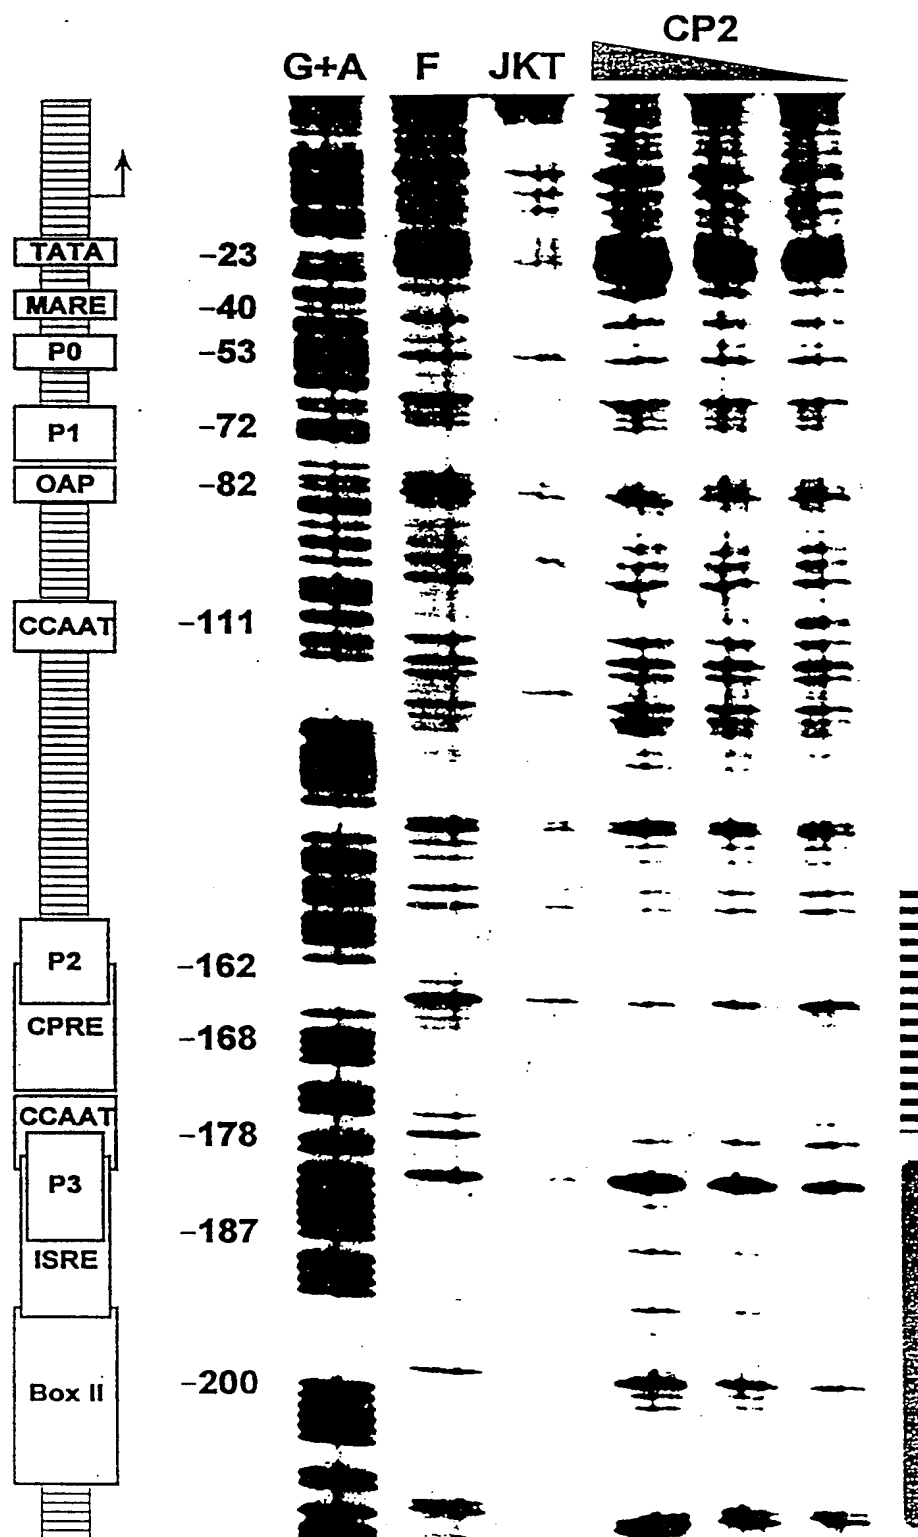 CP2
G+A F JKT
TATA -23
MARE -40
P0 -53
P1 -72
OAP -82
CCAAT -111
P2 -162
CPRE -168
CCAAT -178
P3 -187
ISRE
Box II -200